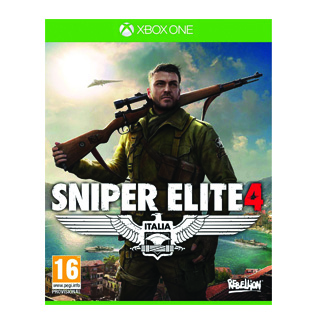 XBOX ONE
SNIPER ELITE 4
ITALIA
16
www.pegi.info
PROVISIONAL
REBELLION